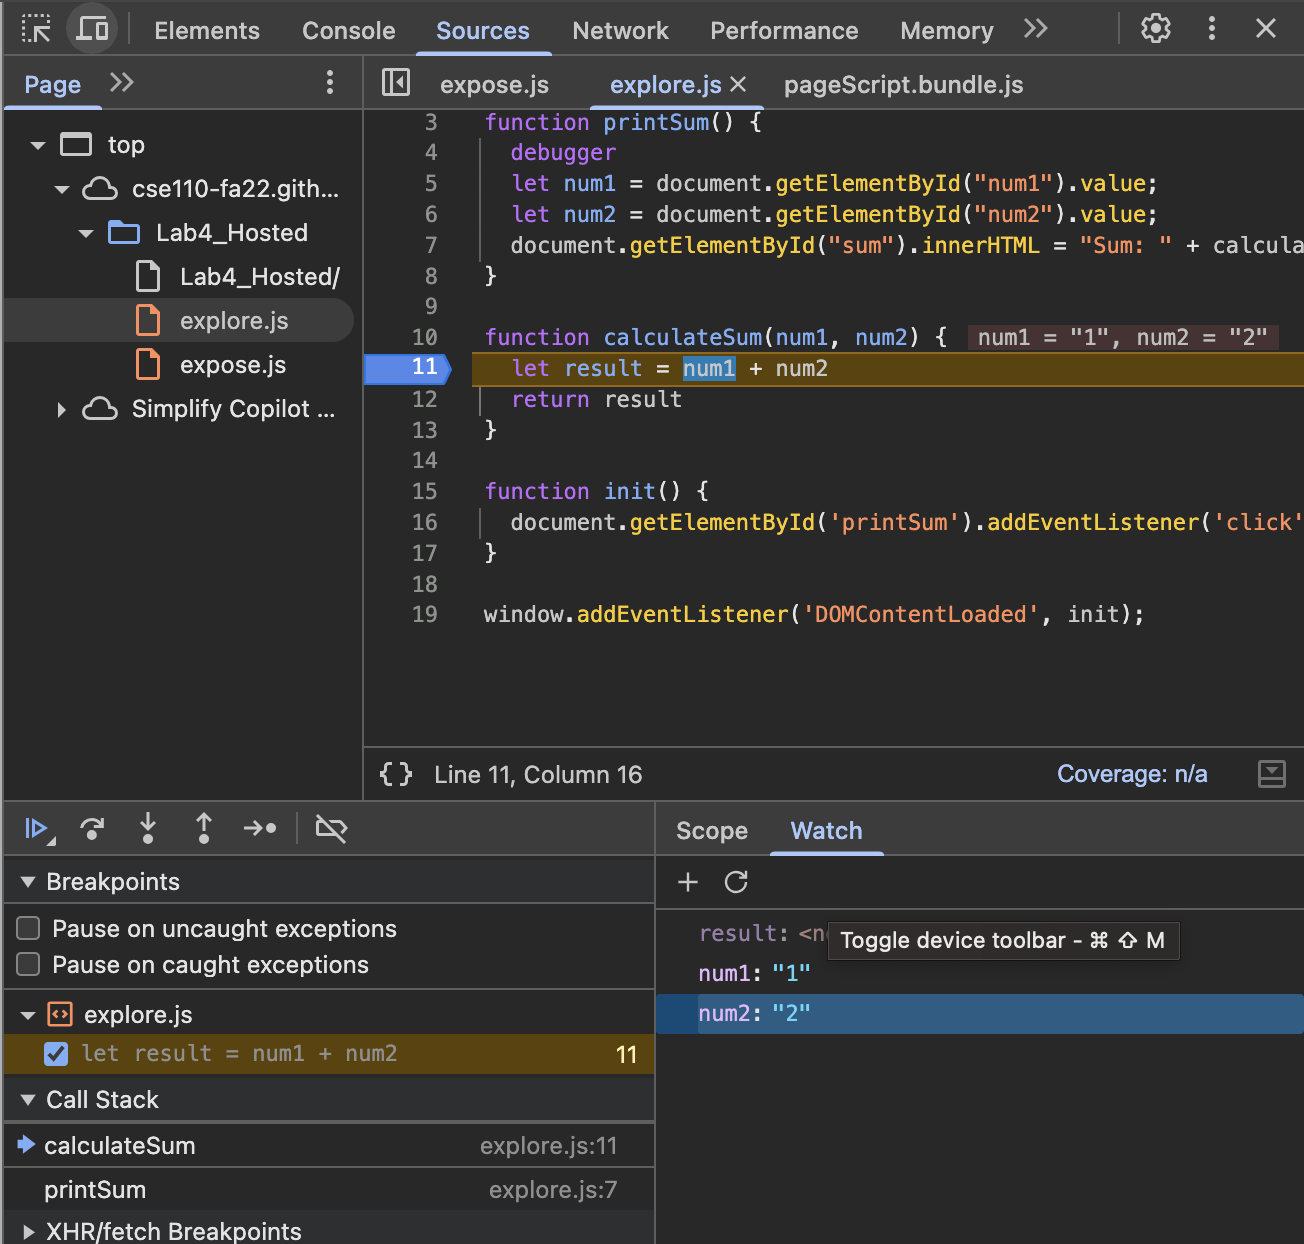 Elements Console Sources Network Performance Memory
Page
expose.js explore.js pageScript.bundle.js
top
cse110-fa22.gith...
Lab4_Hosted
Lab4_Hosted/
explore.js
expose.js
Simplify Copilot ...
3 function printSum() {
4 debugger
5 let num1 = document.getElementById("num1").value;
6 let num2 = document.getElementById("num2").value;
7 document.getElementById("sum").innerHTML = "Sum: " + calcula
8 }
9
10 function calculateSum(num1, num2) { num1 = "1", num2 = "2"
11 let result = num1 + num2
12 return result
13 }
14
15 function init() {
16 document.getElementById('printSum').addEventListener('click'
17 }
18
19 window.addEventListener('DOMContentLoaded', init);
{} Line 11, Column 16 Coverage: n/a
Breakpoints
Pause on uncaught exceptions
Pause on caught exceptions
explore.js
let result = num1 + num2 11
Call Stack
calculateSum explore.js:11
printSum explore.js:7
XHR/fetch Breakpoints
Scope Watch
result: <n
Toggle device toolbar - ⌘ ⇧ M
num1: "1"
num2: "2"